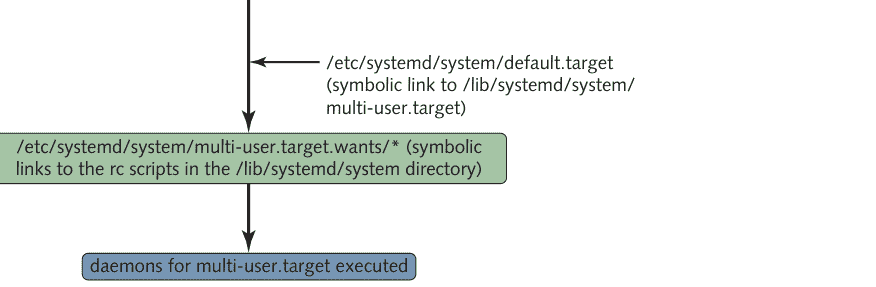 /etc/systemd/system/default.target
(symbolic link to /lib/systemd/system/
multi-user.target)
/etc/systemd/system/multi-user.target.wants/* (symbolic
links to the rc scripts in the /lib/systemd/system directory)
daemons for multi-user.target executed